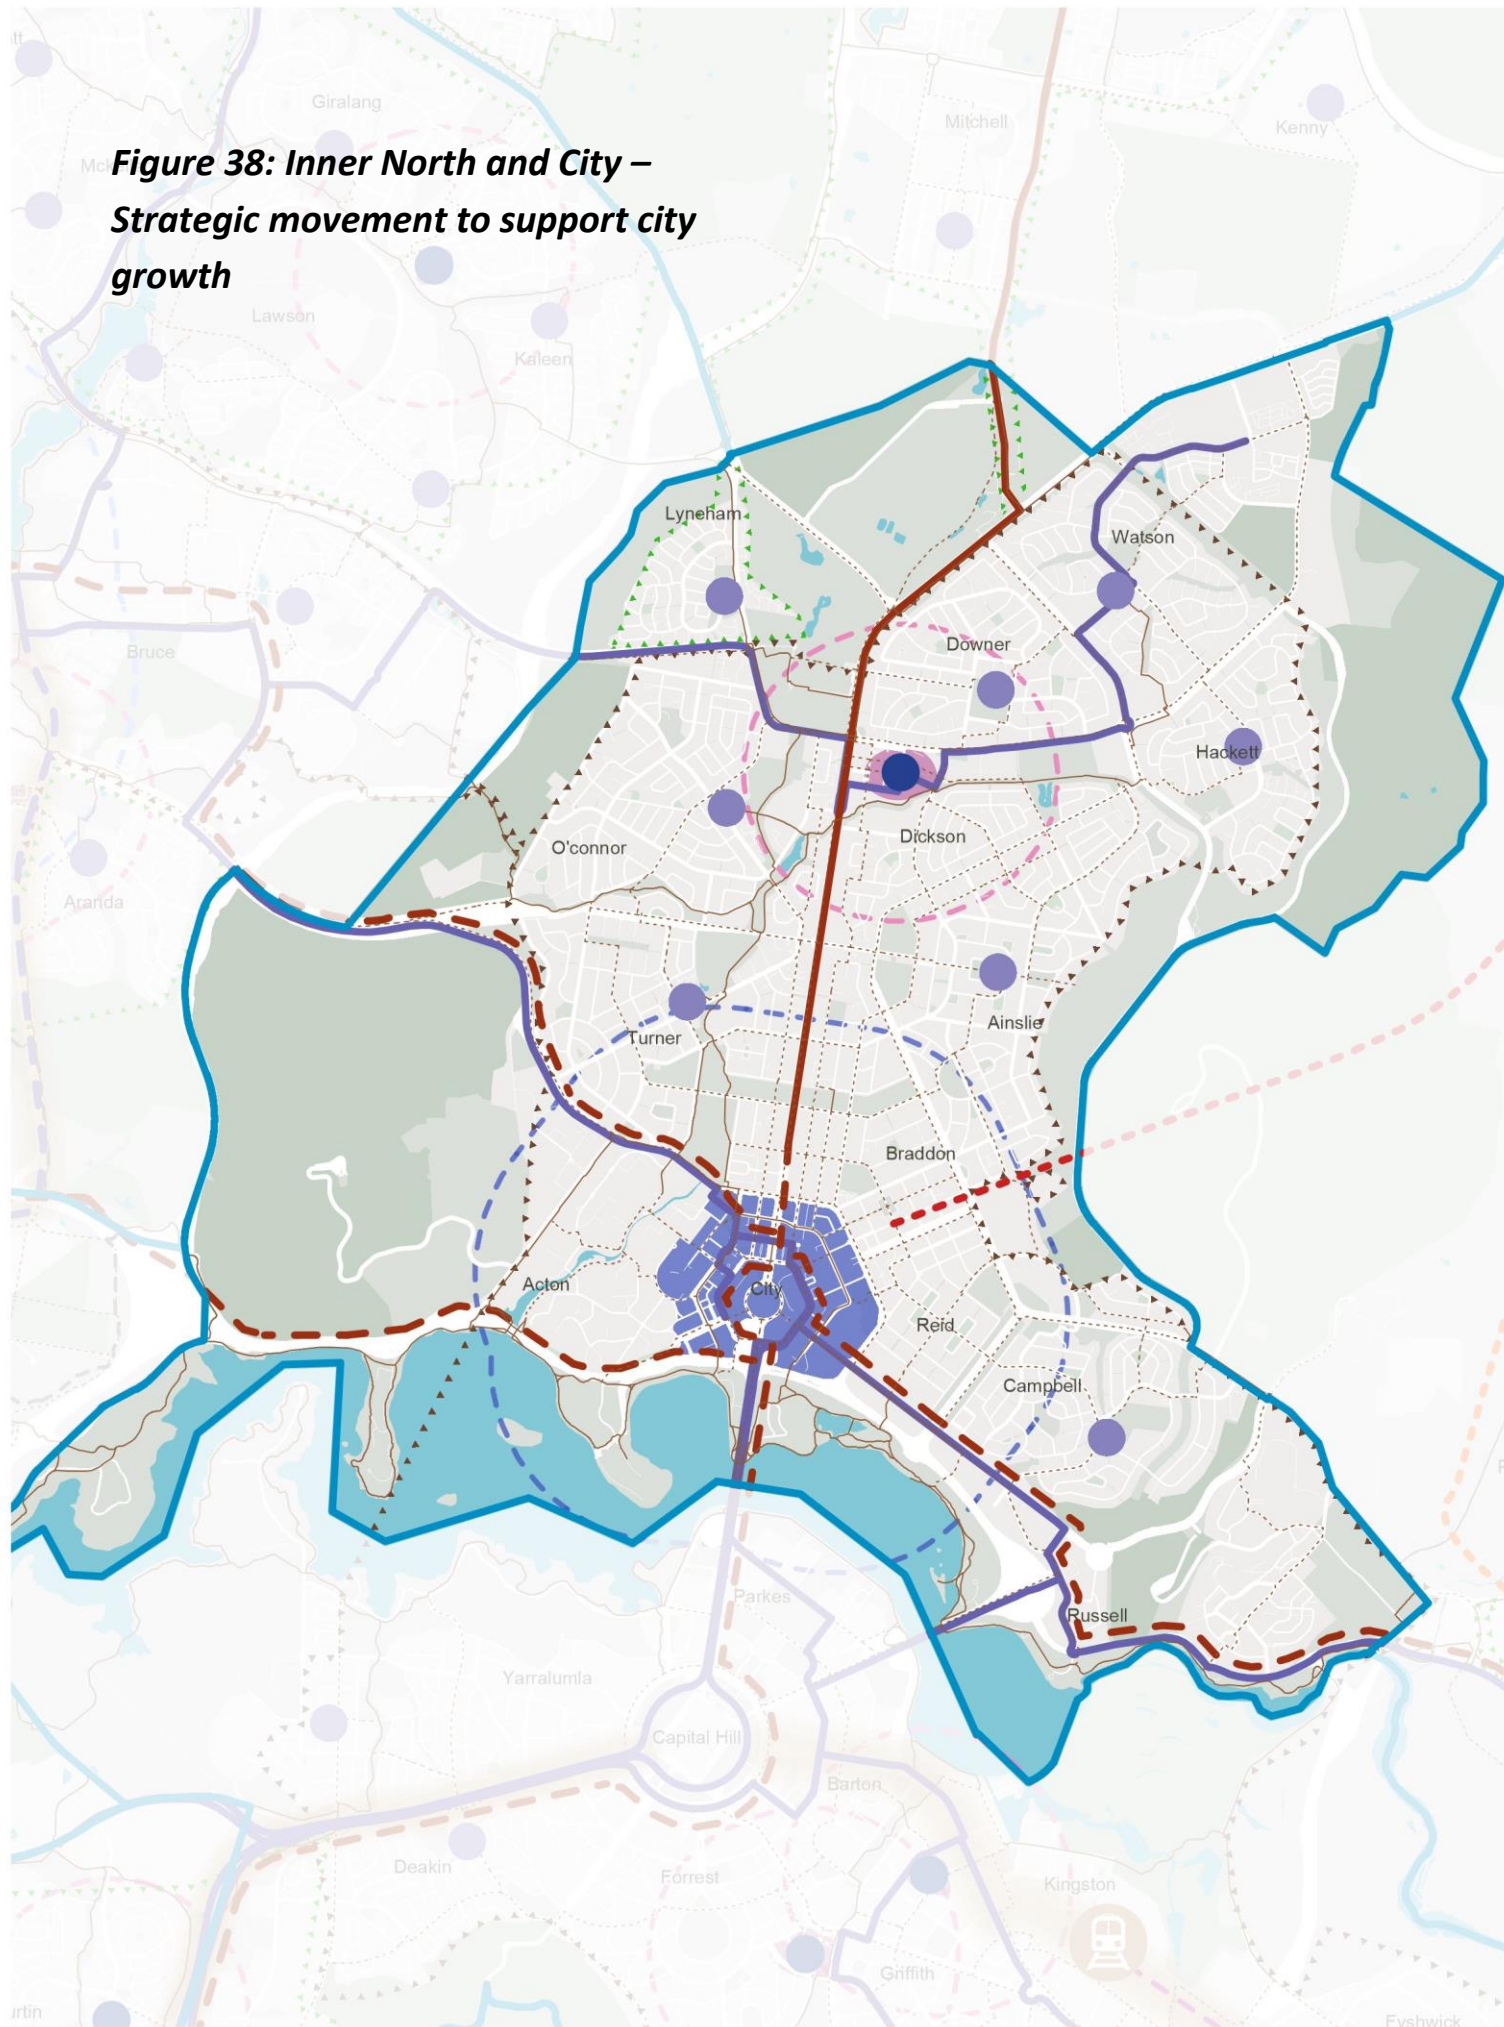 Giralang
Mitchell
Kenny
Figure 38: Inner North and City –
Strategic movement to support city
growth
Lawson
Kaleen
Lyneham
Watson
Bruce
Downer
Hackett
Dickson
O'connor
Aranda
Ainslie
Turner
Braddon
Acton
City
Reid
Campbell
Parkes
Russell
Yarralumla
Capital Hill
Barton
Deakin
Forrest
Kingston
Griffith
Fyshwick